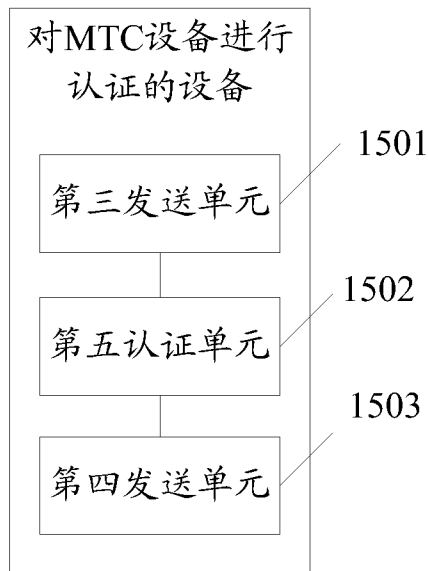 对MTC设备进行
认证的设备
1501
第三发送单元
1502
第五认证单元
1503
第四发送单元